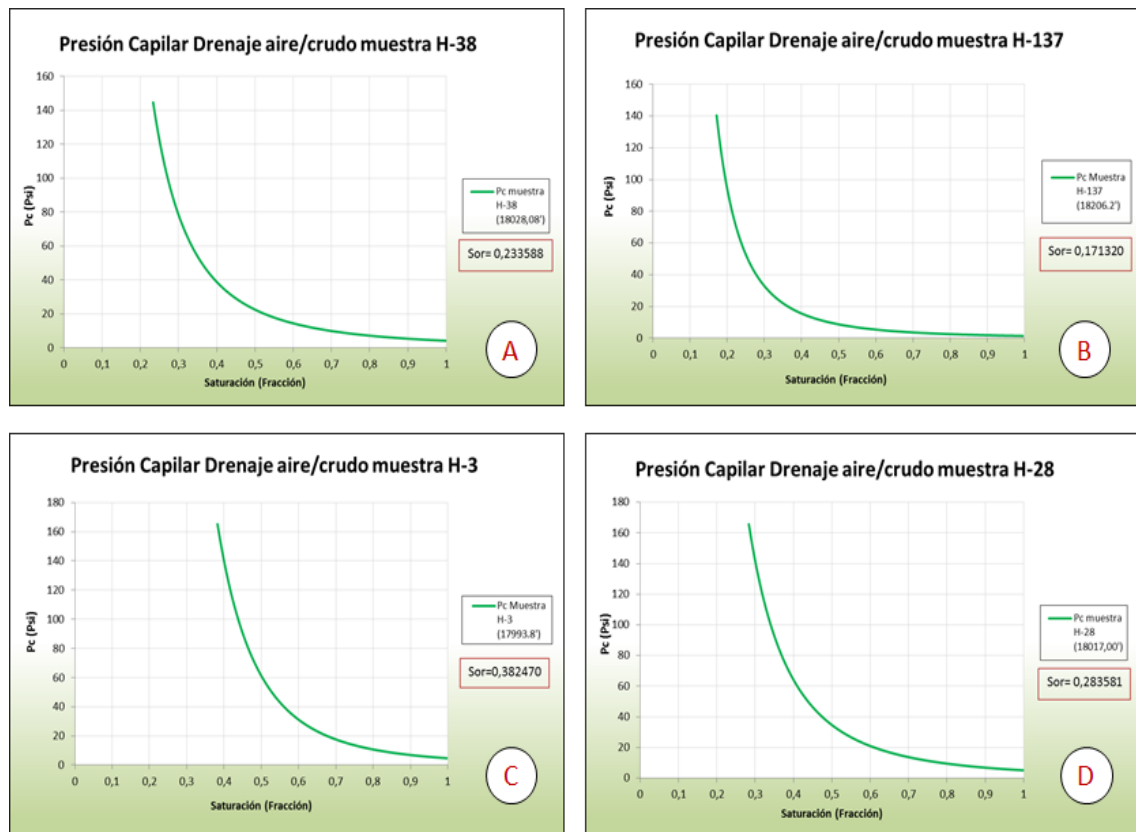 Presión Capilar Drenaje aire/crudo muestra H-38
160
140
120
100
80
60
40
20
0
Pc (Psi)
0 0,1 0,2 0,3 0,4 0,5 0,6 0,7 0,8 0,9 1
Saturación (Fracción)
Pc muestra
H-38
(18028,08')
Sor= 0,233588
A
Presión Capilar Drenaje aire/crudo muestra H-137
160
140
120
100
80
60
40
20
0
Pc (Psi)
0 0,1 0,2 0,3 0,4 0,5 0,6 0,7 0,8 0,9 1
Saturación (Fracción)
Pc Muestra
H-137
(18206.2')
Sor= 0,171320
B
Presión Capilar Drenaje aire/crudo muestra H-3
180
160
140
120
100
80
60
40
20
0
Pc (Psi)
0 0,1 0,2 0,3 0,4 0,5 0,6 0,7 0,8 0,9 1
Saturación (Fracción)
Pc Muestra
H-3
(17993.8')
Sor=0,382470
C
Presión Capilar Drenaje aire/crudo muestra H-28
180
160
140
120
100
80
60
40
20
0
Pc (Psi)
0 0,1 0,2 0,3 0,4 0,5 0,6 0,7 0,8 0,9 1
Saturación (Fracción)
Pc muestra
H-28
(18017,00')
Sor= 0,283581
D